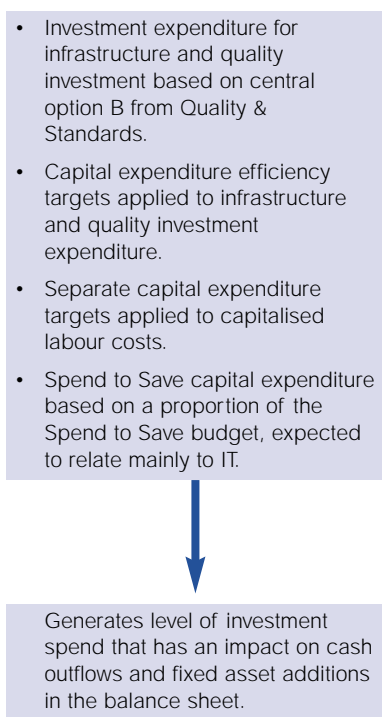 • Investment expenditure for
infrastructure and quality
investment based on central
option B from Quality &
Standards.
• Capital expenditure efficiency
targets applied to infrastructure
and quality investment
expenditure.
• Separate capital expenditure
targets applied to capitalised
labour costs.
• Spend to Save capital expenditure
based on a proportion of the
Spend to Save budget, expected
to relate mainly to IT.
Generates level of investment
spend that has an impact on cash
outflows and fixed asset additions
in the balance sheet.